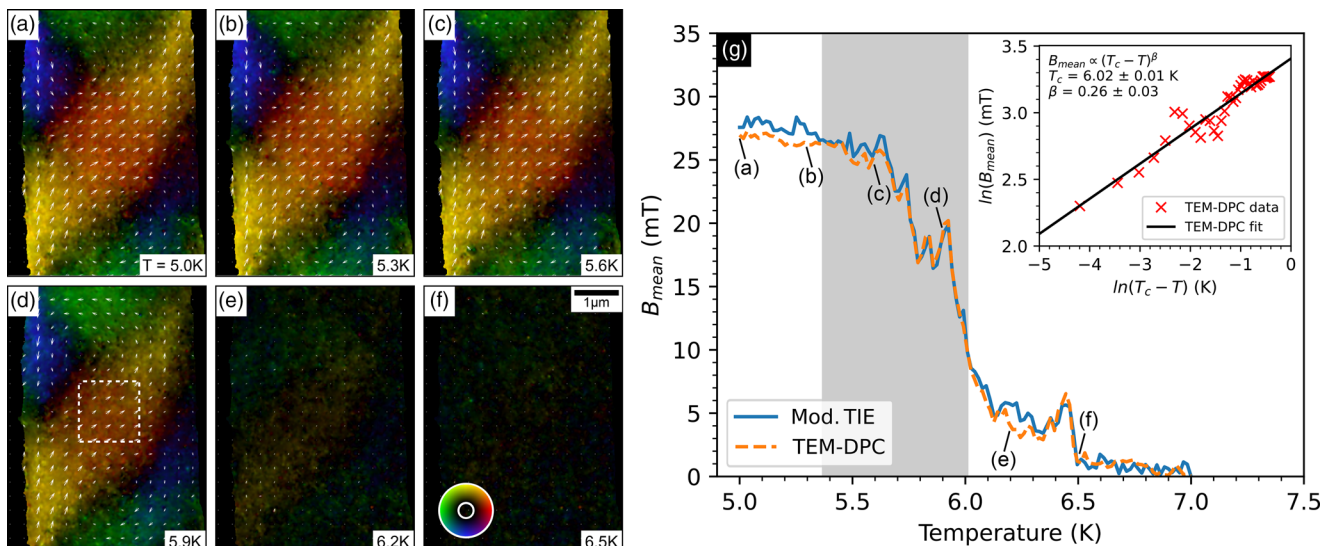 (a)
T = 5.0K
(b)
5.3K
(c)
5.6K
(d)
5.9K
(e)
6.2K
(f)
1µm
6.5K
(g)
B_mean (mT)
35
30
25
20
15
10
5
0
5.0 5.5 6.0 6.5 7.0 7.5
Temperature (K)
(a)
(b)
(c)
(d)
(e)
(f)
Mod. TIE
TEM-DPC
B_mean ∝ (T_c − T)^β
T_c = 6.02 ± 0.01 K
β = 0.26 ± 0.03
ln(B_mean) (mT)
3.5
3.0
2.5
2.0
−5 −4 −3 −2 −1 0
ln(T_c − T) (K)
TEM-DPC data
TEM-DPC fit